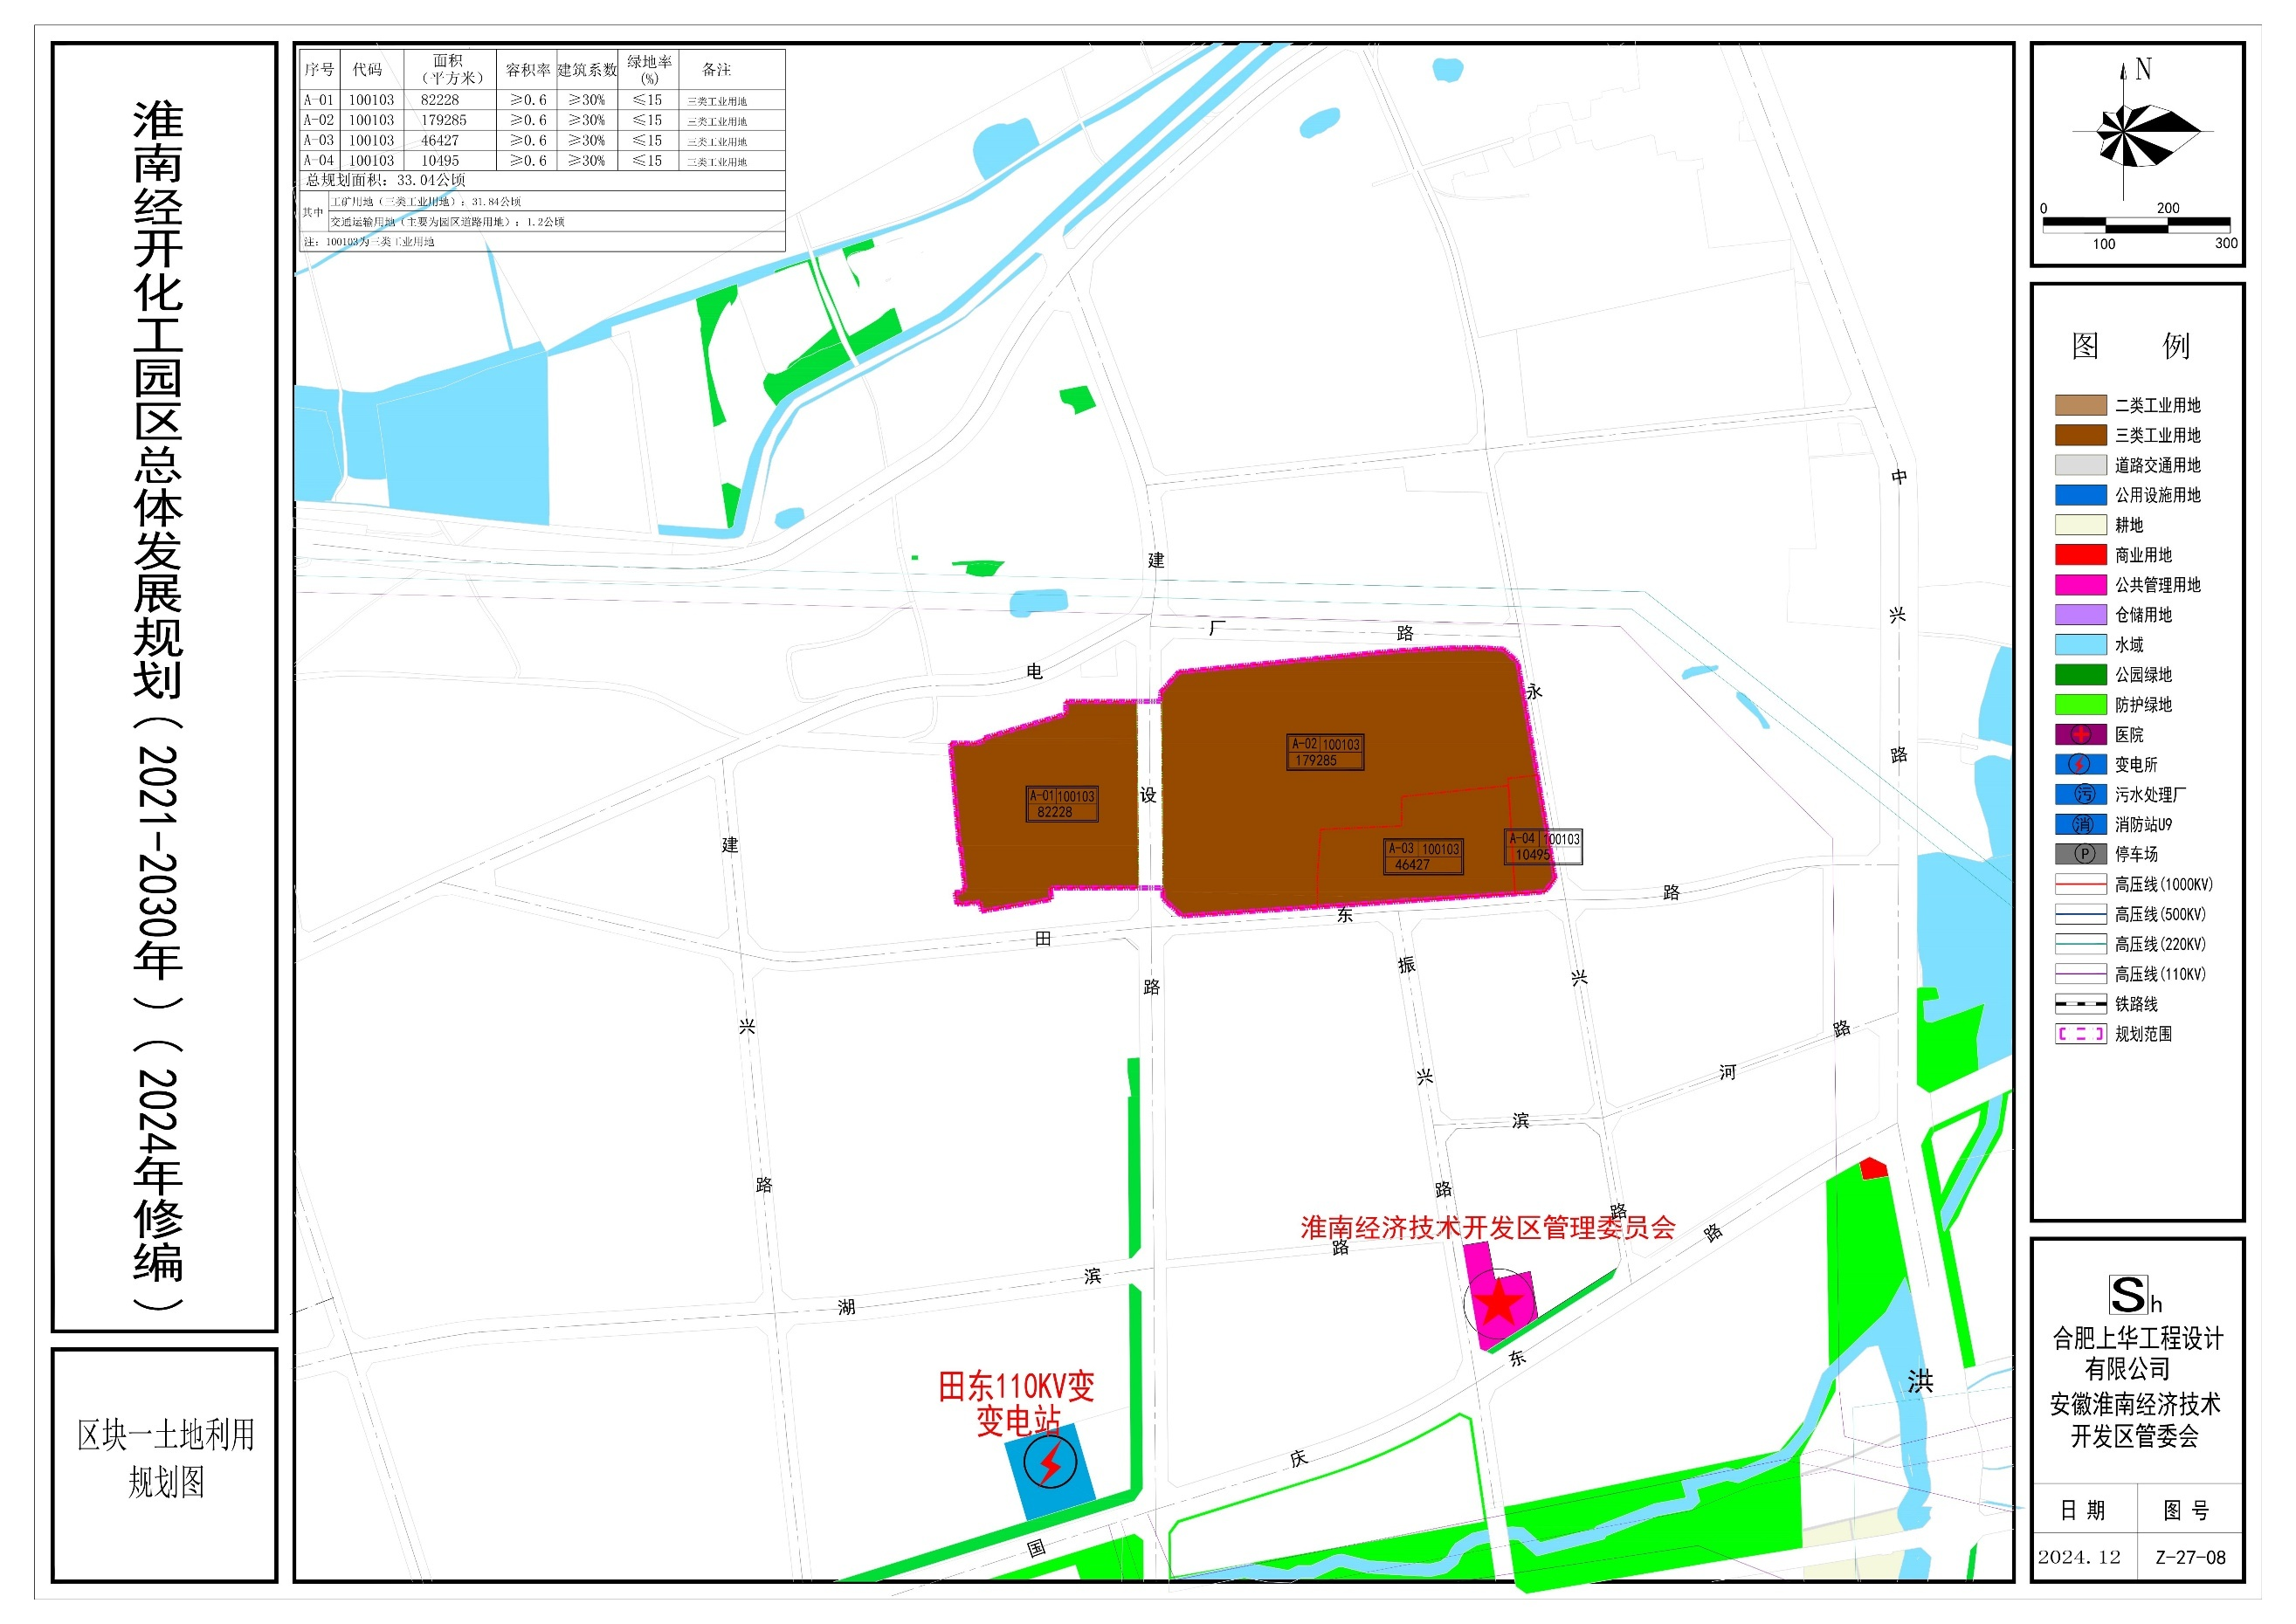 淮南经开化工园区总体发展规划（2021-2030年）（2024年修编）
区块一土地利用
规划图
序号 代码 面积（平方米） 容积率 建筑系数 绿地率(%) 备注
A-01 100103 82228 ≥0.6 ≥30% ≤15 三类工业用地
A-02 100103 179285 ≥0.6 ≥30% ≤15 三类工业用地
A-03 100103 46427 ≥0.6 ≥30% ≤15 三类工业用地
A-04 100103 10495 ≥0.6 ≥30% ≤15 三类工业用地
总规划面积：33.04公顷
其中 工矿用地（三类工业用地）：31.84公顷
交通运输用地（主要为园区道路用地）：1.2公顷
注：100103为三类工业用地
建设路
电厂路
永兴路
中兴路
A-01 100103
82228
A-02 100103
179285
A-03 100103
46427
A-04 100103
10495
建兴路
田东路
振兴路
滨河路
湖滨路
国庆东路
洪
淮南经济技术开发区管理委员会
田东110KV变
变电站
N
0 200
100 300
图 例
二类工业用地
三类工业用地
道路交通用地
公用设施用地
耕地
商业用地
公共管理用地
仓储用地
水域
公园绿地
防护绿地
医院
变电所
污 污水处理厂
消 消防站U9
P 停车场
高压线(1000KV)
高压线(500KV)
高压线(220KV)
高压线(110KV)
铁路线
规划范围
Sh
合肥上华工程设计
有限公司
安徽淮南经济技术
开发区管委会
日 期 图 号
2024.12 Z-27-08